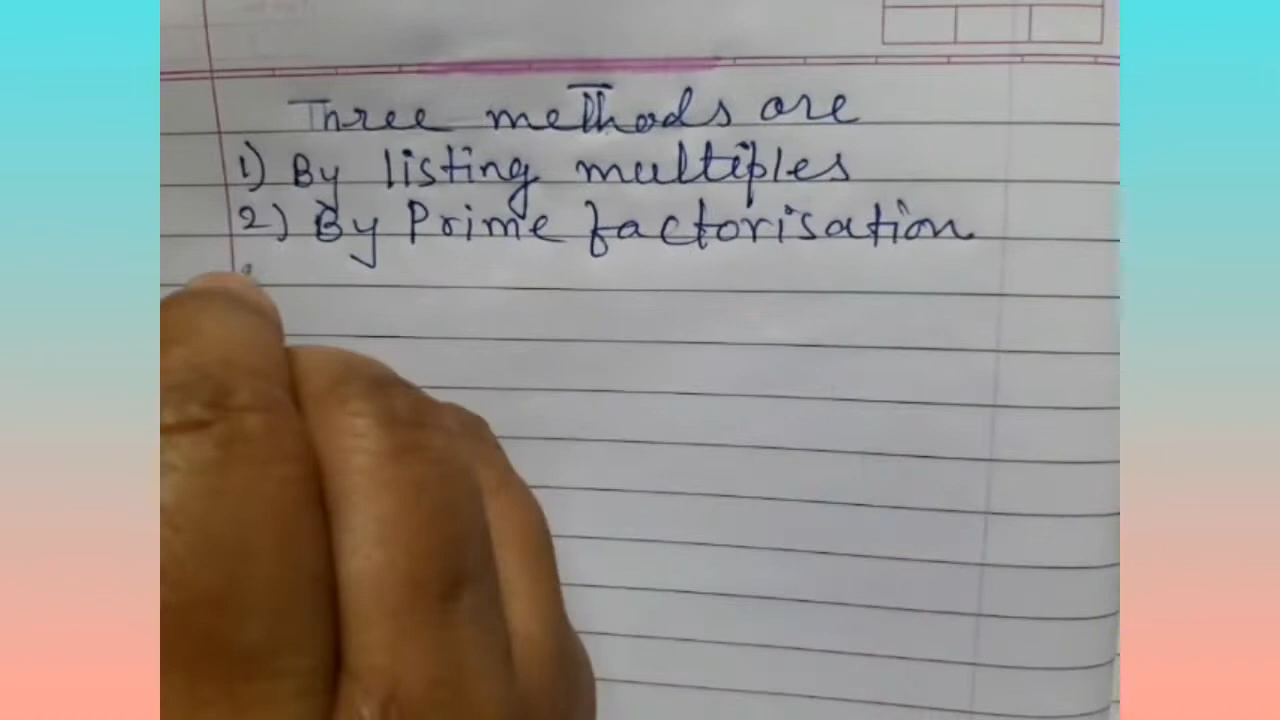 Three methods are
1) By listing multiples
2) By Prime factorisation